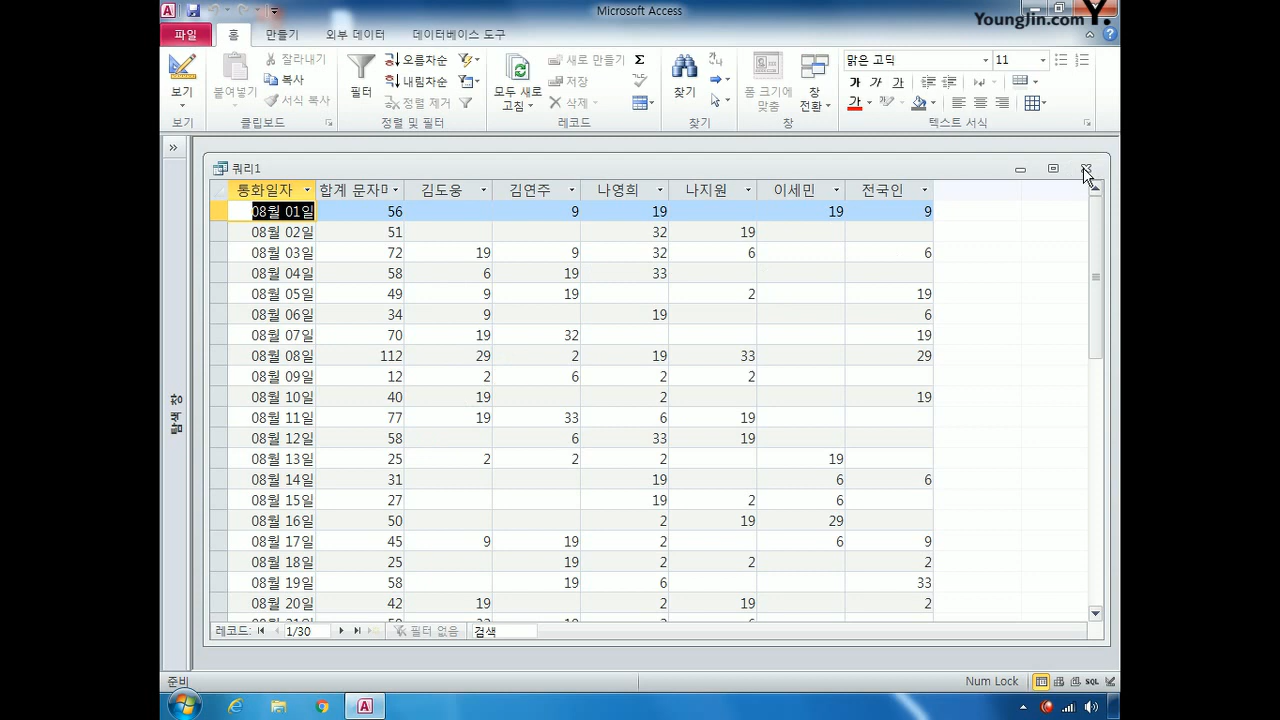 Microsoft Access
YoungJin.com Y.
파일 홈 만들기 외부 데이터 데이터베이스 도구
보기
보기
붙여넣기
잘라내기
복사
서식 복사
클립보드
필터
오름차순
내림차순
정렬 제거
정렬 및 필터
모두 새로 고침
새로 만들기
저장
삭제
레코드
찾기
찾기
폼 크기에 맞춤
창 전환
창
맑은 고딕 11
가 가 가
가
텍스트 서식
탐색 창
쿼리1
통화일자 합계 문자 김도웅 김연주 나영희 나지원 이세민 전국인
08월 01일 56 9 19 19 9
08월 02일 51 32 19
08월 03일 72 19 9 32 6 6
08월 04일 58 6 19 33
08월 05일 49 9 19 2 19
08월 06일 34 9 19 6
08월 07일 70 19 32 19
08월 08일 112 29 2 19 33 29
08월 09일 12 2 6 2 2
08월 10일 40 19 2 19
08월 11일 77 19 33 6 19
08월 12일 58 6 33 19
08월 13일 25 2 2 2 19
08월 14일 31 19 6 6
08월 15일 27 19 2 6
08월 16일 50 2 19 29
08월 17일 45 9 19 2 6 9
08월 18일 25 19 2 2 2
08월 19일 58 19 6 33
08월 20일 42 19 2 19 2
레코드: 1/30 필터 없음 검색
준비 Num Lock SQL